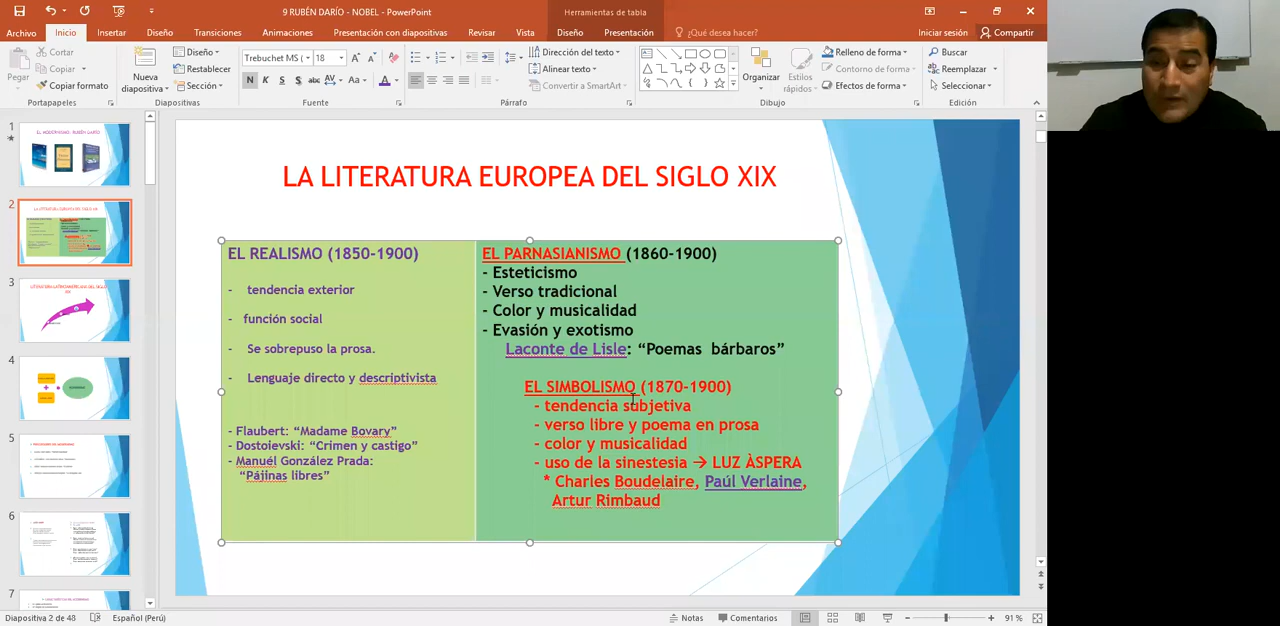 9 RUBÉN DARÍO - NOBEL - PowerPoint
Herramientas de tabla
Archivo
Inicio
Insertar
Diseño
Transiciones
Animaciones
Presentación con diapositivas
Revisar
Vista
Diseño
Presentación
¿Qué desea hacer?
Iniciar sesión
Compartir
Pegar
Cortar
Copiar
Copiar formato
Portapapeles
Nueva
diapositiva
Diseño
Restablecer
Sección
Diapositivas
Trebuchet MS (
18
N K S S abc AV Aa A
Fuente
Dirección del texto
Alinear texto
Convertir a SmartArt
Párrafo
Organizar
Estilos
rápidos
Relleno de forma
Contorno de forma
Efectos de forma
Dibujo
Buscar
Reemplazar
Seleccionar
Edición
1
2
3
4
5
6
7
LA LITERATURA EUROPEA DEL SIGLO XIX
EL REALISMO (1850-1900)
- tendencia exterior
- función social
- Se sobrepuso la prosa.
- Lenguaje directo y descriptivista
- Flaubert: “Madame Bovary”
- Dostoievski: “Crimen y castigo”
- Manuél González Prada:
“Pájinas libres”
EL PARNASIANISMO (1860-1900)
- Esteticismo
- Verso tradicional
- Color y musicalidad
- Evasión y exotismo
Laconte de Lisle: “Poemas bárbaros”
EL SIMBOLISMO (1870-1900)
- tendencia subjetiva
- verso libre y poema en prosa
- color y musicalidad
- uso de la sinestesia → LUZ ÀSPERA
* Charles Boudelaire, Paúl Verlaine,
Artur Rimbaud
Diapositiva 2 de 48
Español (Perú)
Notas
Comentarios
91 %